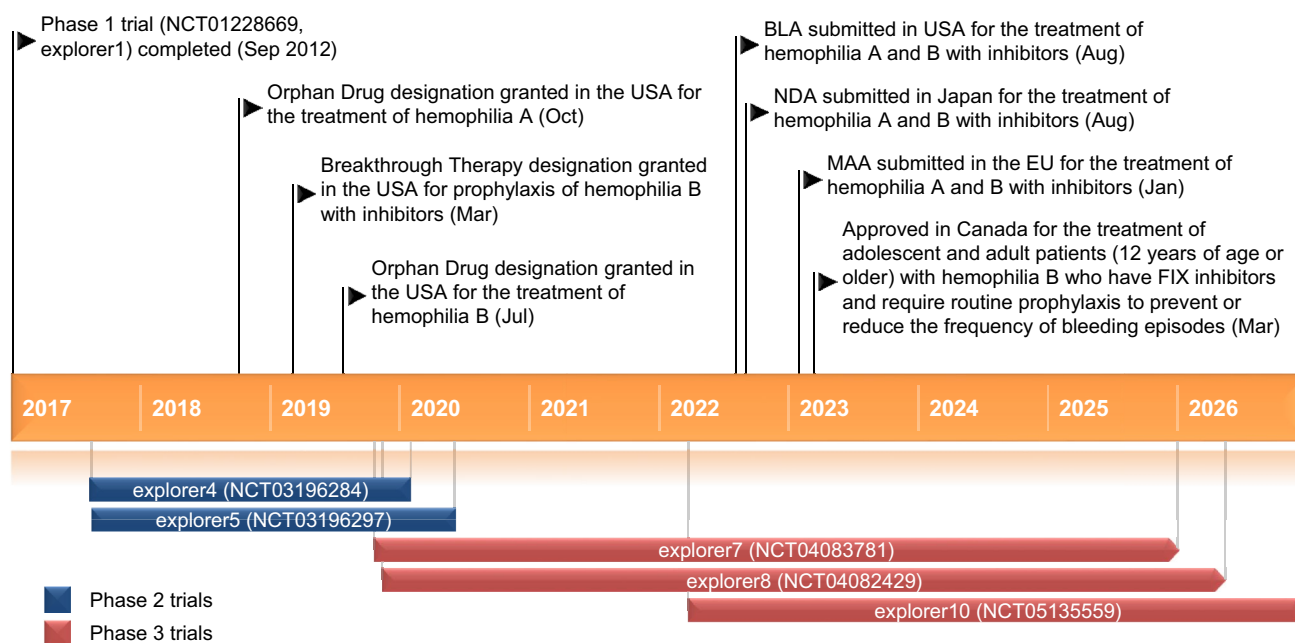 Phase 1 trial (NCT01228669,
explorer1) completed (Sep 2012)
Orphan Drug designation granted in the USA for
the treatment of hemophilia A (Oct)
Breakthrough Therapy designation granted
in the USA for prophylaxis of hemophilia B
with inhibitors (Mar)
Orphan Drug designation granted in
the USA for the treatment of
hemophilia B (Jul)
BLA submitted in USA for the treatment of
hemophilia A and B with inhibitors (Aug)
NDA submitted in Japan for the treatment of
hemophilia A and B with inhibitors (Aug)
MAA submitted in the EU for the treatment of
hemophilia A and B with inhibitors (Jan)
Approved in Canada for the treatment of
adolescent and adult patients (12 years of age or
older) with hemophilia B who have FIX inhibitors
and require routine prophylaxis to prevent or
reduce the frequency of bleeding episodes (Mar)
2017 2018 2019 2020 2021 2022 2023 2024 2025 2026
explorer4 (NCT03196284)
explorer5 (NCT03196297)
explorer7 (NCT04083781)
explorer8 (NCT04082429)
explorer10 (NCT05135559)
Phase 2 trials
Phase 3 trials